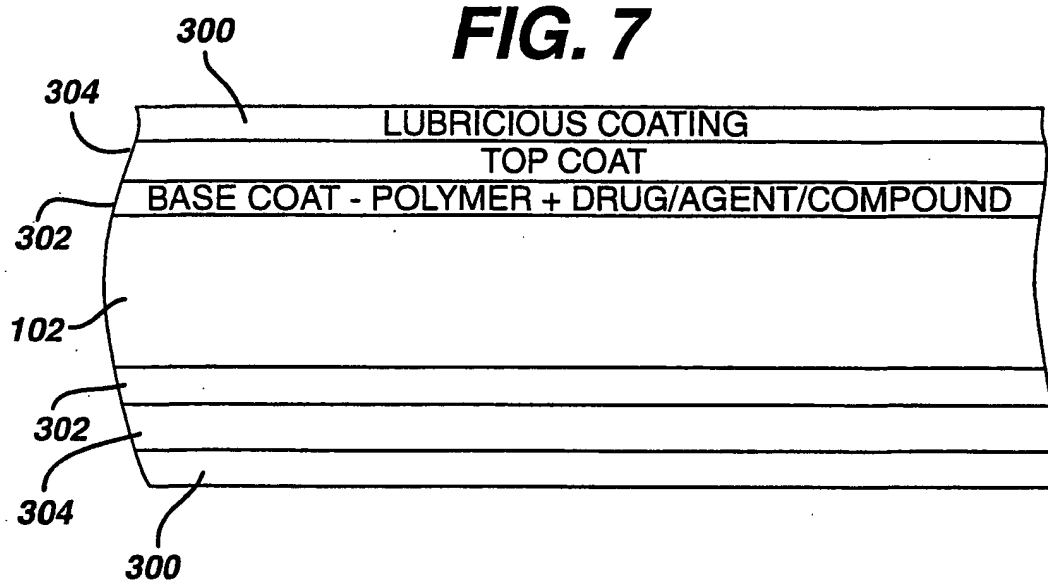 FIG. 7
300
304
LUBRICIOUS COATING
TOP COAT
BASE COAT - POLYMER + DRUG/AGENT/COMPOUND
302
102
302
304
300